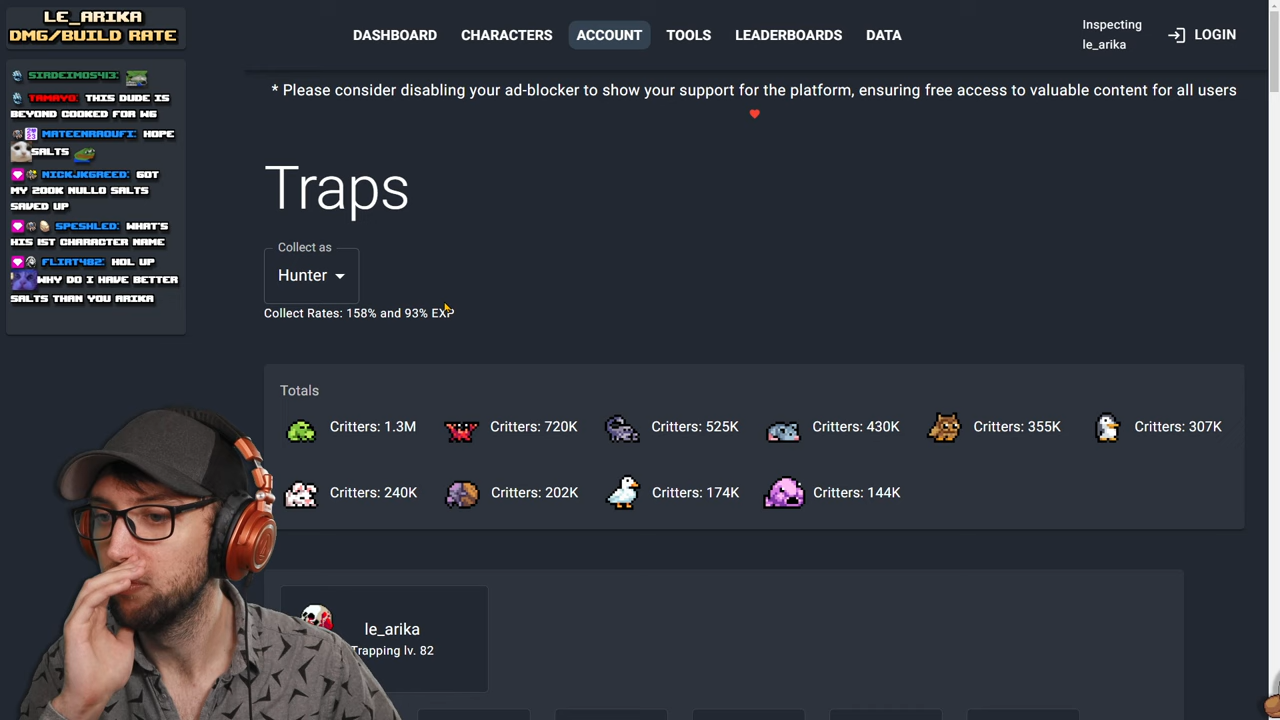 LE_ARIKA
DMG/BUILD RATE
SIRDEIMOS413:
TAMAYO: THIS DUDE IS
BEYOND COOKED FOR W6
MATEENRAOUFI: HOPE
SALTS
NICKJKGREED: GOT
MY 200K NULLO SALTS
SAVED UP
SPESHLED: WHAT'S
HIS 1ST CHARACTER NAME
FLIAT482: HOL UP
WHY DO I HAVE BETTER
SALTS THAN YOU ARIKA
DASHBOARD CHARACTERS ACCOUNT TOOLS LEADERBOARDS DATA
Inspecting
le_arika
LOGIN
* Please consider disabling your ad-blocker to show your support for the platform, ensuring free access to valuable content for all users
Traps
Collect as
Hunter
Collect Rates: 158% and 93% EXP
Totals
Critters: 1.3M Critters: 720K Critters: 525K Critters: 430K Critters: 355K Critters: 307K
Critters: 240K Critters: 202K Critters: 174K Critters: 144K
le_arika
Trapping lv. 82